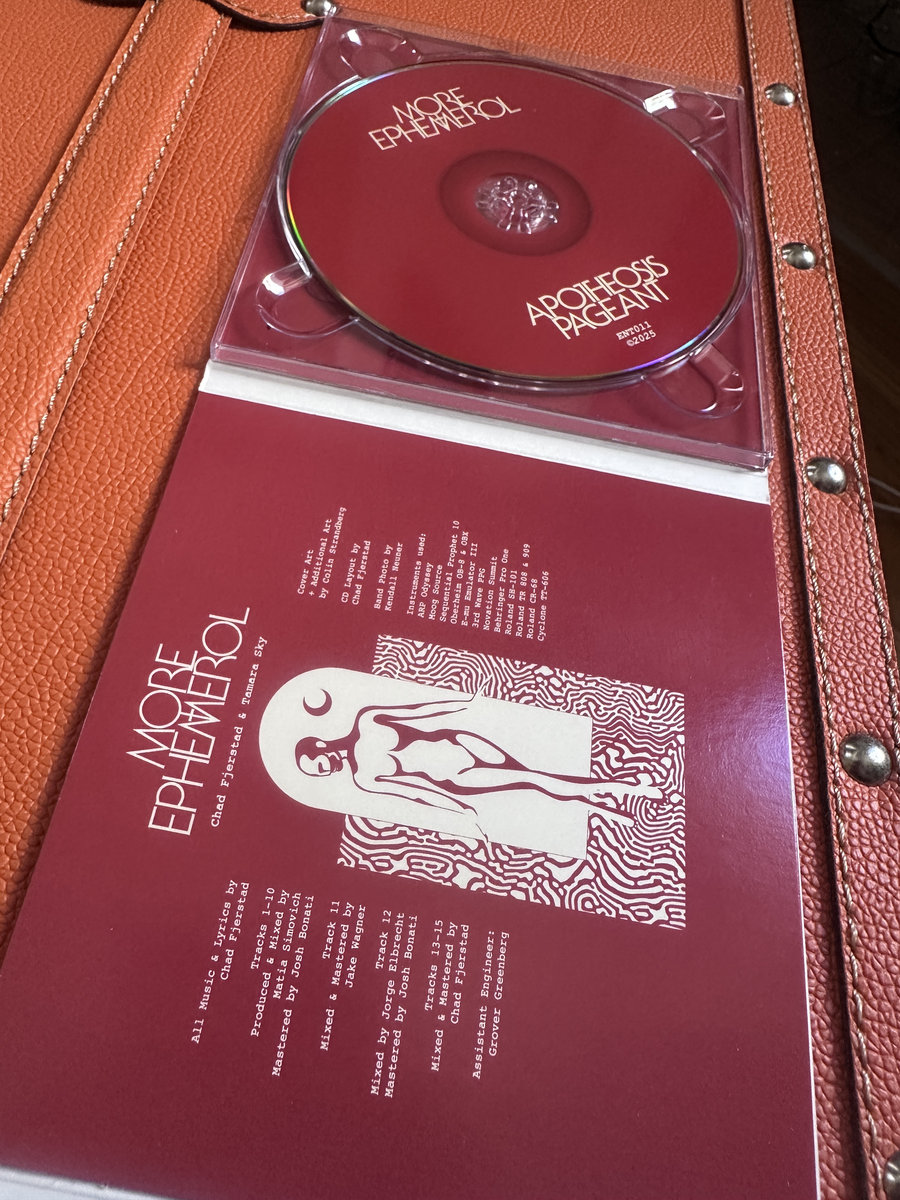 MORE
EPHEMEROL
APOTHEOSIS
PAGEANT
ENT011
©2025
MORE
EPHEMEROL
Chad Fjerstad & Tamara Sky
All Music & Lyrics by
Chad Fjerstad
Tracks 1-10
Produced & Mixed by
Matia Simovich
Mastered by Josh Bonati
Track 11
Mixed & Mastered by
Jake Wagner
Track 12
Mixed by Jorge Elbrecht
Mastered by Josh Bonati
Tracks 13-15
Mixed & Mastered by
Chad Fjerstad
Assistant Engineer:
Grover Greenberg
Cover Art
+ Additional Art
by Colin Strandberg
CD Layout by
Chad Fjerstad
Band Photo by
Kendall Neuner
Instruments used:
ARP Odyssey
Moog Source
Sequential Prophet 10
Oberheim OB-8 & OBX
E-mu Emulator III
3rd Wave PPG
Novation Summit
Behringer Pro One
Roland SH-101
Roland TR 808 & 909
Roland CR-68
Cyclone TT-606